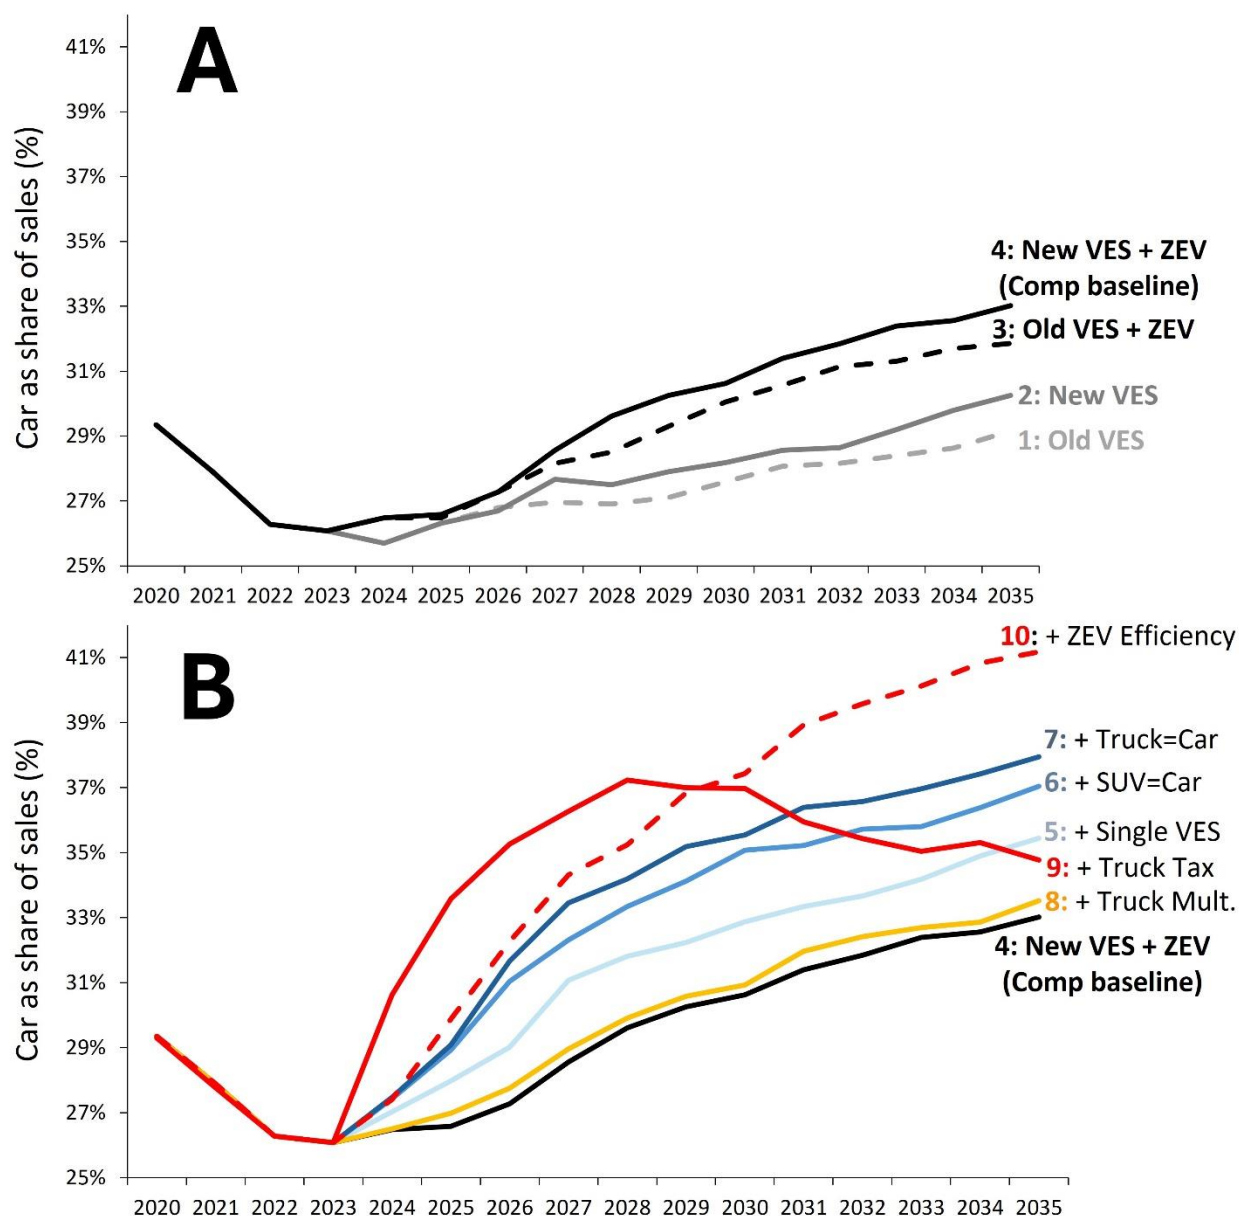 A
Car as share of sales (%)
41%
39%
37%
35%
33%
31%
29%
27%
25%
4: New VES + ZEV
(Comp baseline)
3: Old VES + ZEV
2: New VES
1: Old VES
2020 2021 2022 2023 2024 2025 2026 2027 2028 2029 2030 2031 2032 2033 2034 2035
B
Car as share of sales (%)
41%
39%
37%
35%
33%
31%
29%
27%
25%
10: + ZEV Efficiency
7: + Truck=Car
6: + SUV=Car
5: + Single VES
9: + Truck Tax
8: + Truck Mult.
4: New VES + ZEV
(Comp baseline)
2020 2021 2022 2023 2024 2025 2026 2027 2028 2029 2030 2031 2032 2033 2034 2035